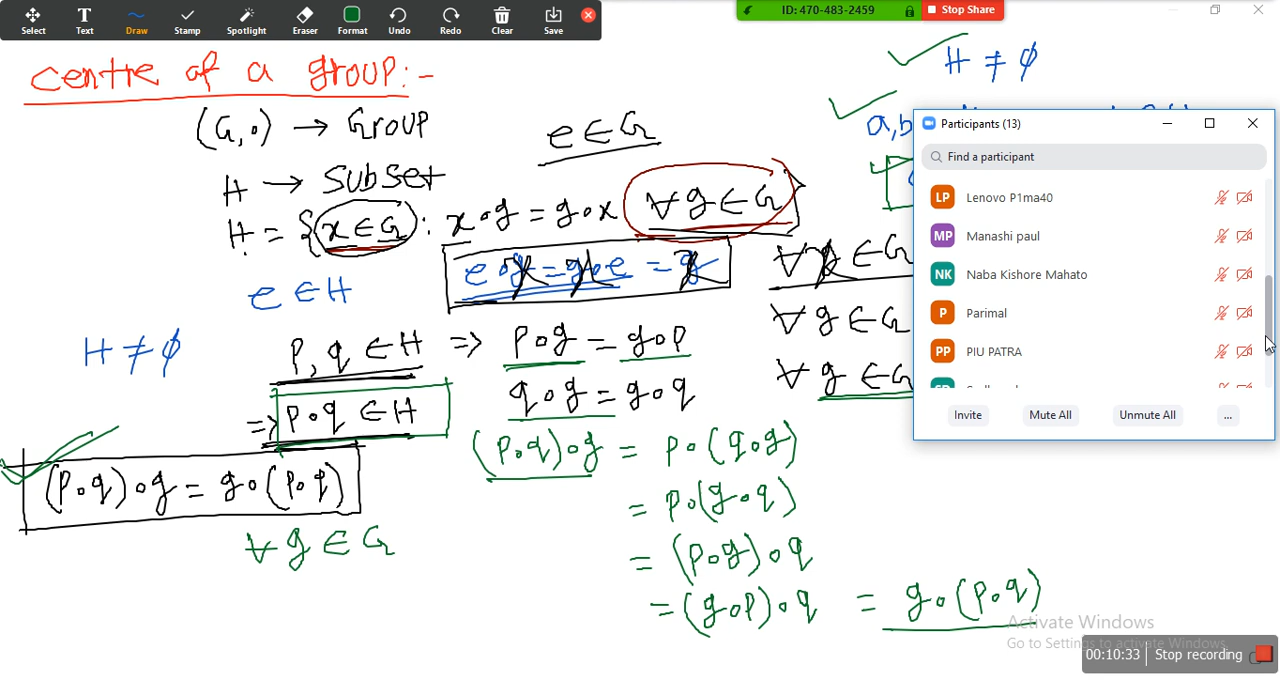 Select Text Draw Stamp Spotlight Eraser Format Undo Redo Clear Save
ID: 470-483-2459 Stop Share
Centre of a group:-
(G, o) → Group
e ∈ G
H → Subset
H = {x ∈ G : x o g = g o x ∀ g ∈ G}
e ∈ H
e o g = g o e = g
∀ g ∈ G
H ≠ φ
p, q ∈ H => p o g = g o p
∀ g ∈ G
=> p o q ∈ H
q o g = g o q
∀ g ∈ G
(p o q) o g = g o (p o q)
∀ g ∈ G
(p o q) o g = p o (q o g)
= p o (g o q)
= (p o g) o q
= (g o p) o q = g o (p o q)
H ≠ φ
a, b
Participants (13)
Find a participant
LP Lenovo P1ma40
MP Manashi paul
NK Naba Kishore Mahato
P Parimal
PP PIU PATRA
Invite Mute All Unmute All ...
Activate Windows
Go to Settings to activate Windows.
00:10:33 Stop recording